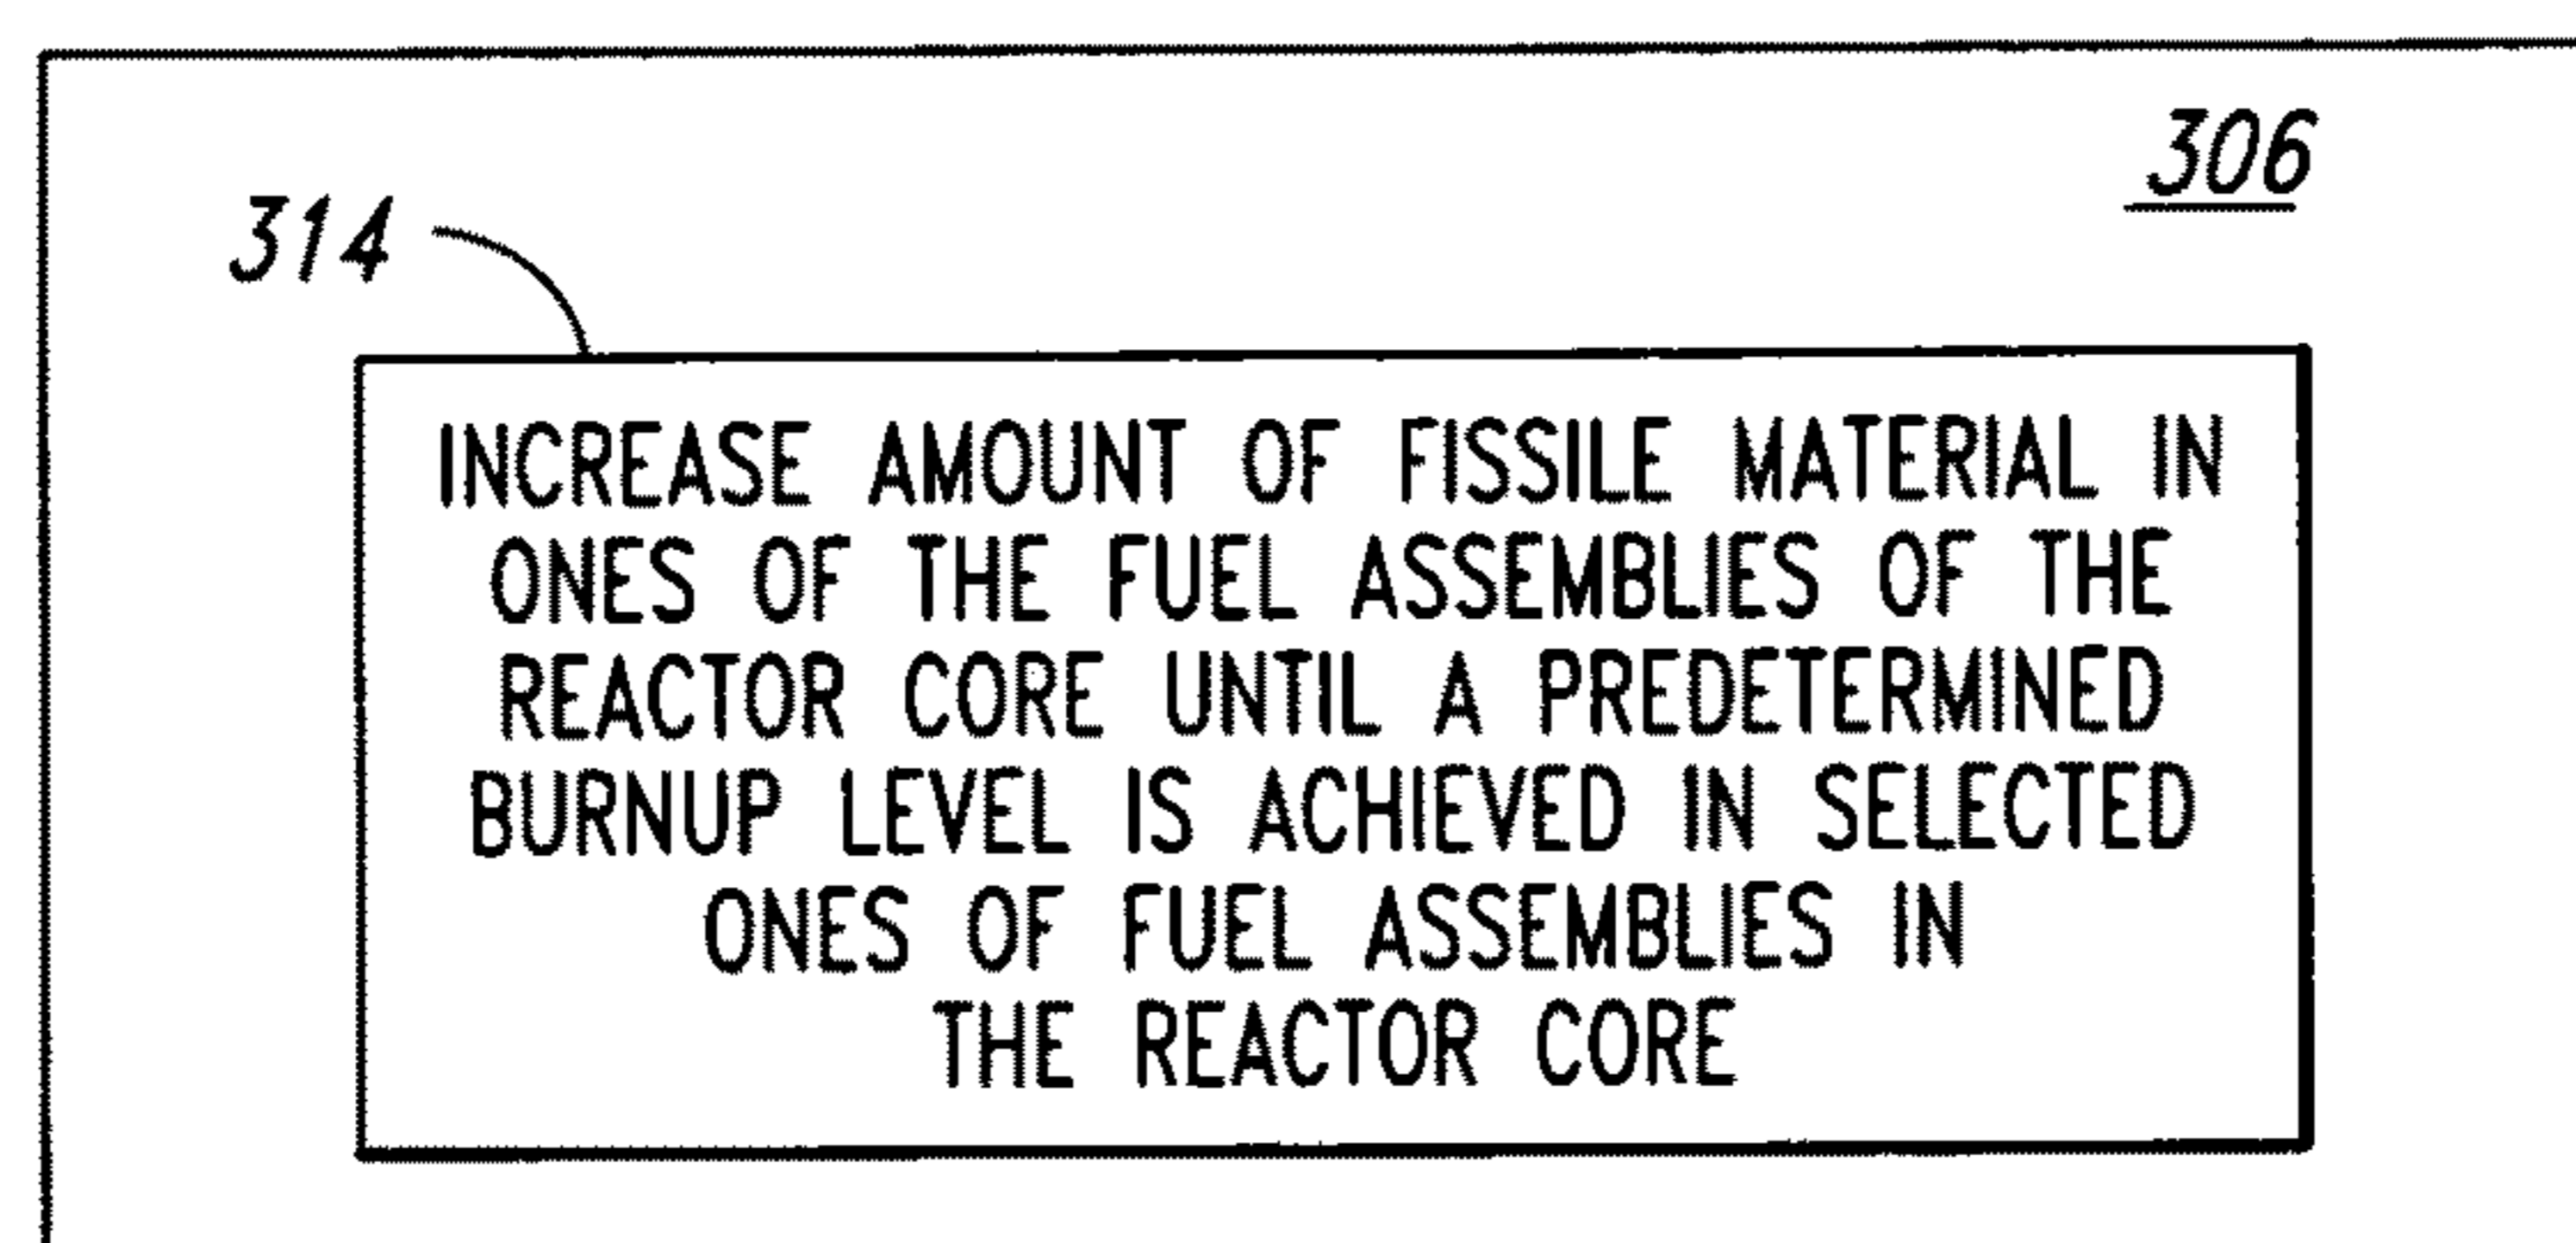 306
314
INCREASE AMOUNT OF FISSILE MATERIAL IN
ONES OF THE FUEL ASSEMBLIES OF THE
REACTOR CORE UNTIL A PREDETERMINED
BURNUP LEVEL IS ACHIEVED IN SELECTED
ONES OF FUEL ASSEMBLIES IN
THE REACTOR CORE